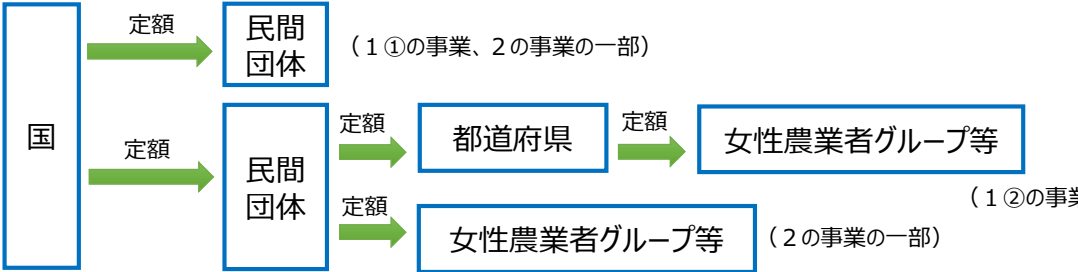 定額
民間
団体
（１①の事業、２の事業の一部）
国
定額
民間
団体
定額
都道府県
定額
女性農業者グループ等
（１②の事業
定額
女性農業者グループ等
（２の事業の一部）